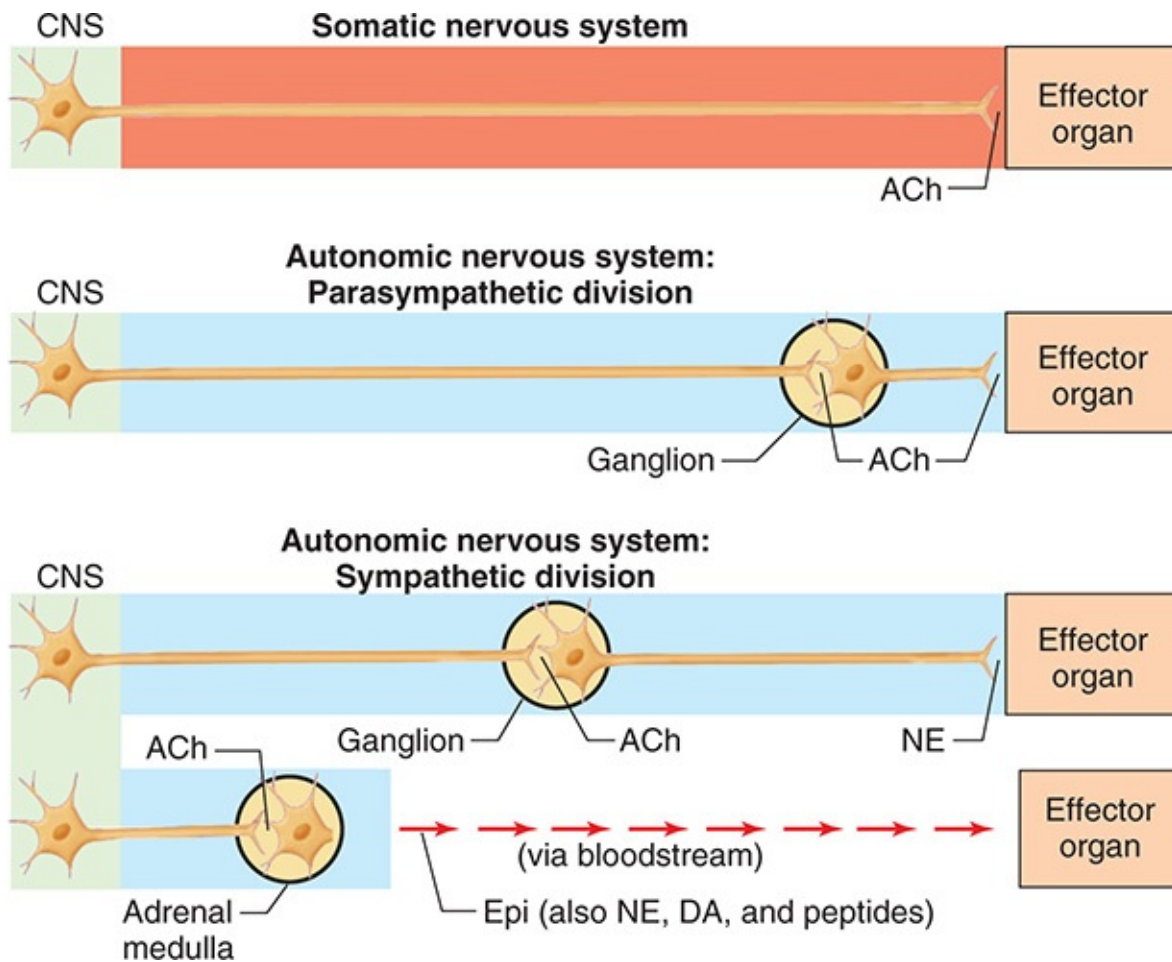 CNS
Somatic nervous system
Effector
organ
ACh
Autonomic nervous system:
Parasympathetic division
CNS
Effector
organ
Ganglion
ACh
Autonomic nervous system:
Sympathetic division
CNS
Effector
organ
Ganglion
ACh
NE
ACh
Effector
organ
(via bloodstream)
Adrenal
medulla
Epi (also NE, DA, and peptides)